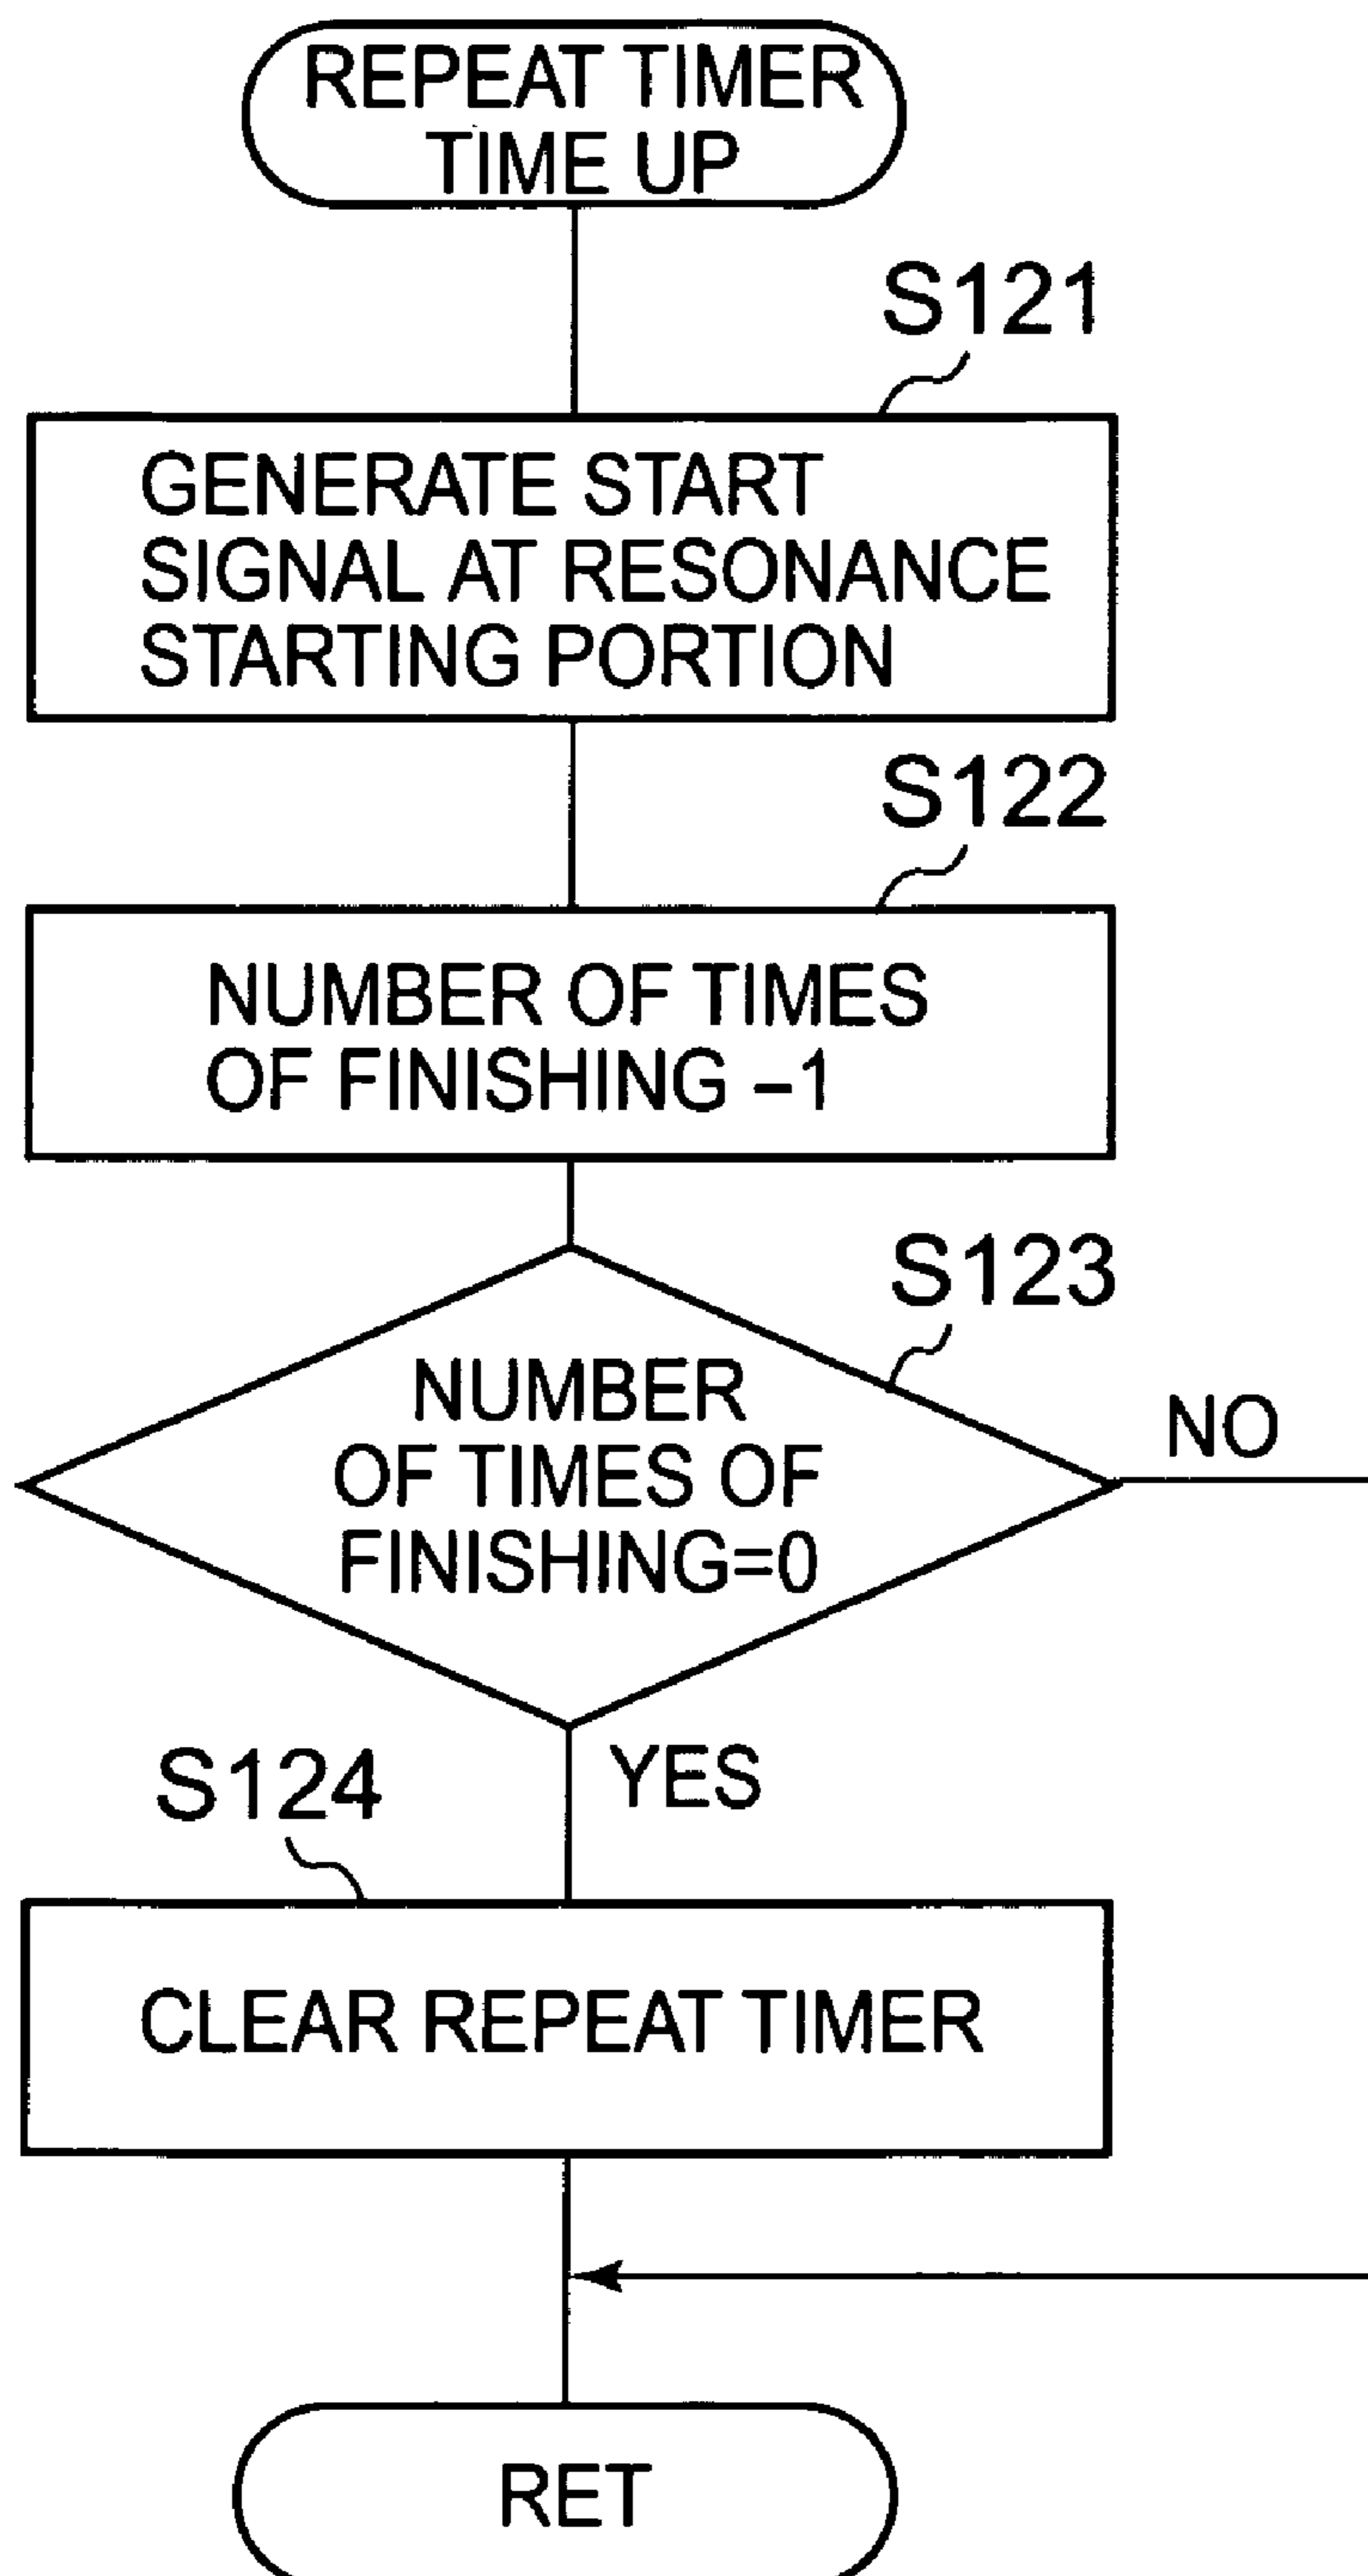 REPEAT TIMER
TIME UP
S121
GENERATE START
SIGNAL AT RESONANCE
STARTING PORTION
S122
NUMBER OF TIMES
OF FINISHING –1
S123
NUMBER
OF TIMES OF
FINISHING=0
NO
YES
S124
CLEAR REPEAT TIMER
RET